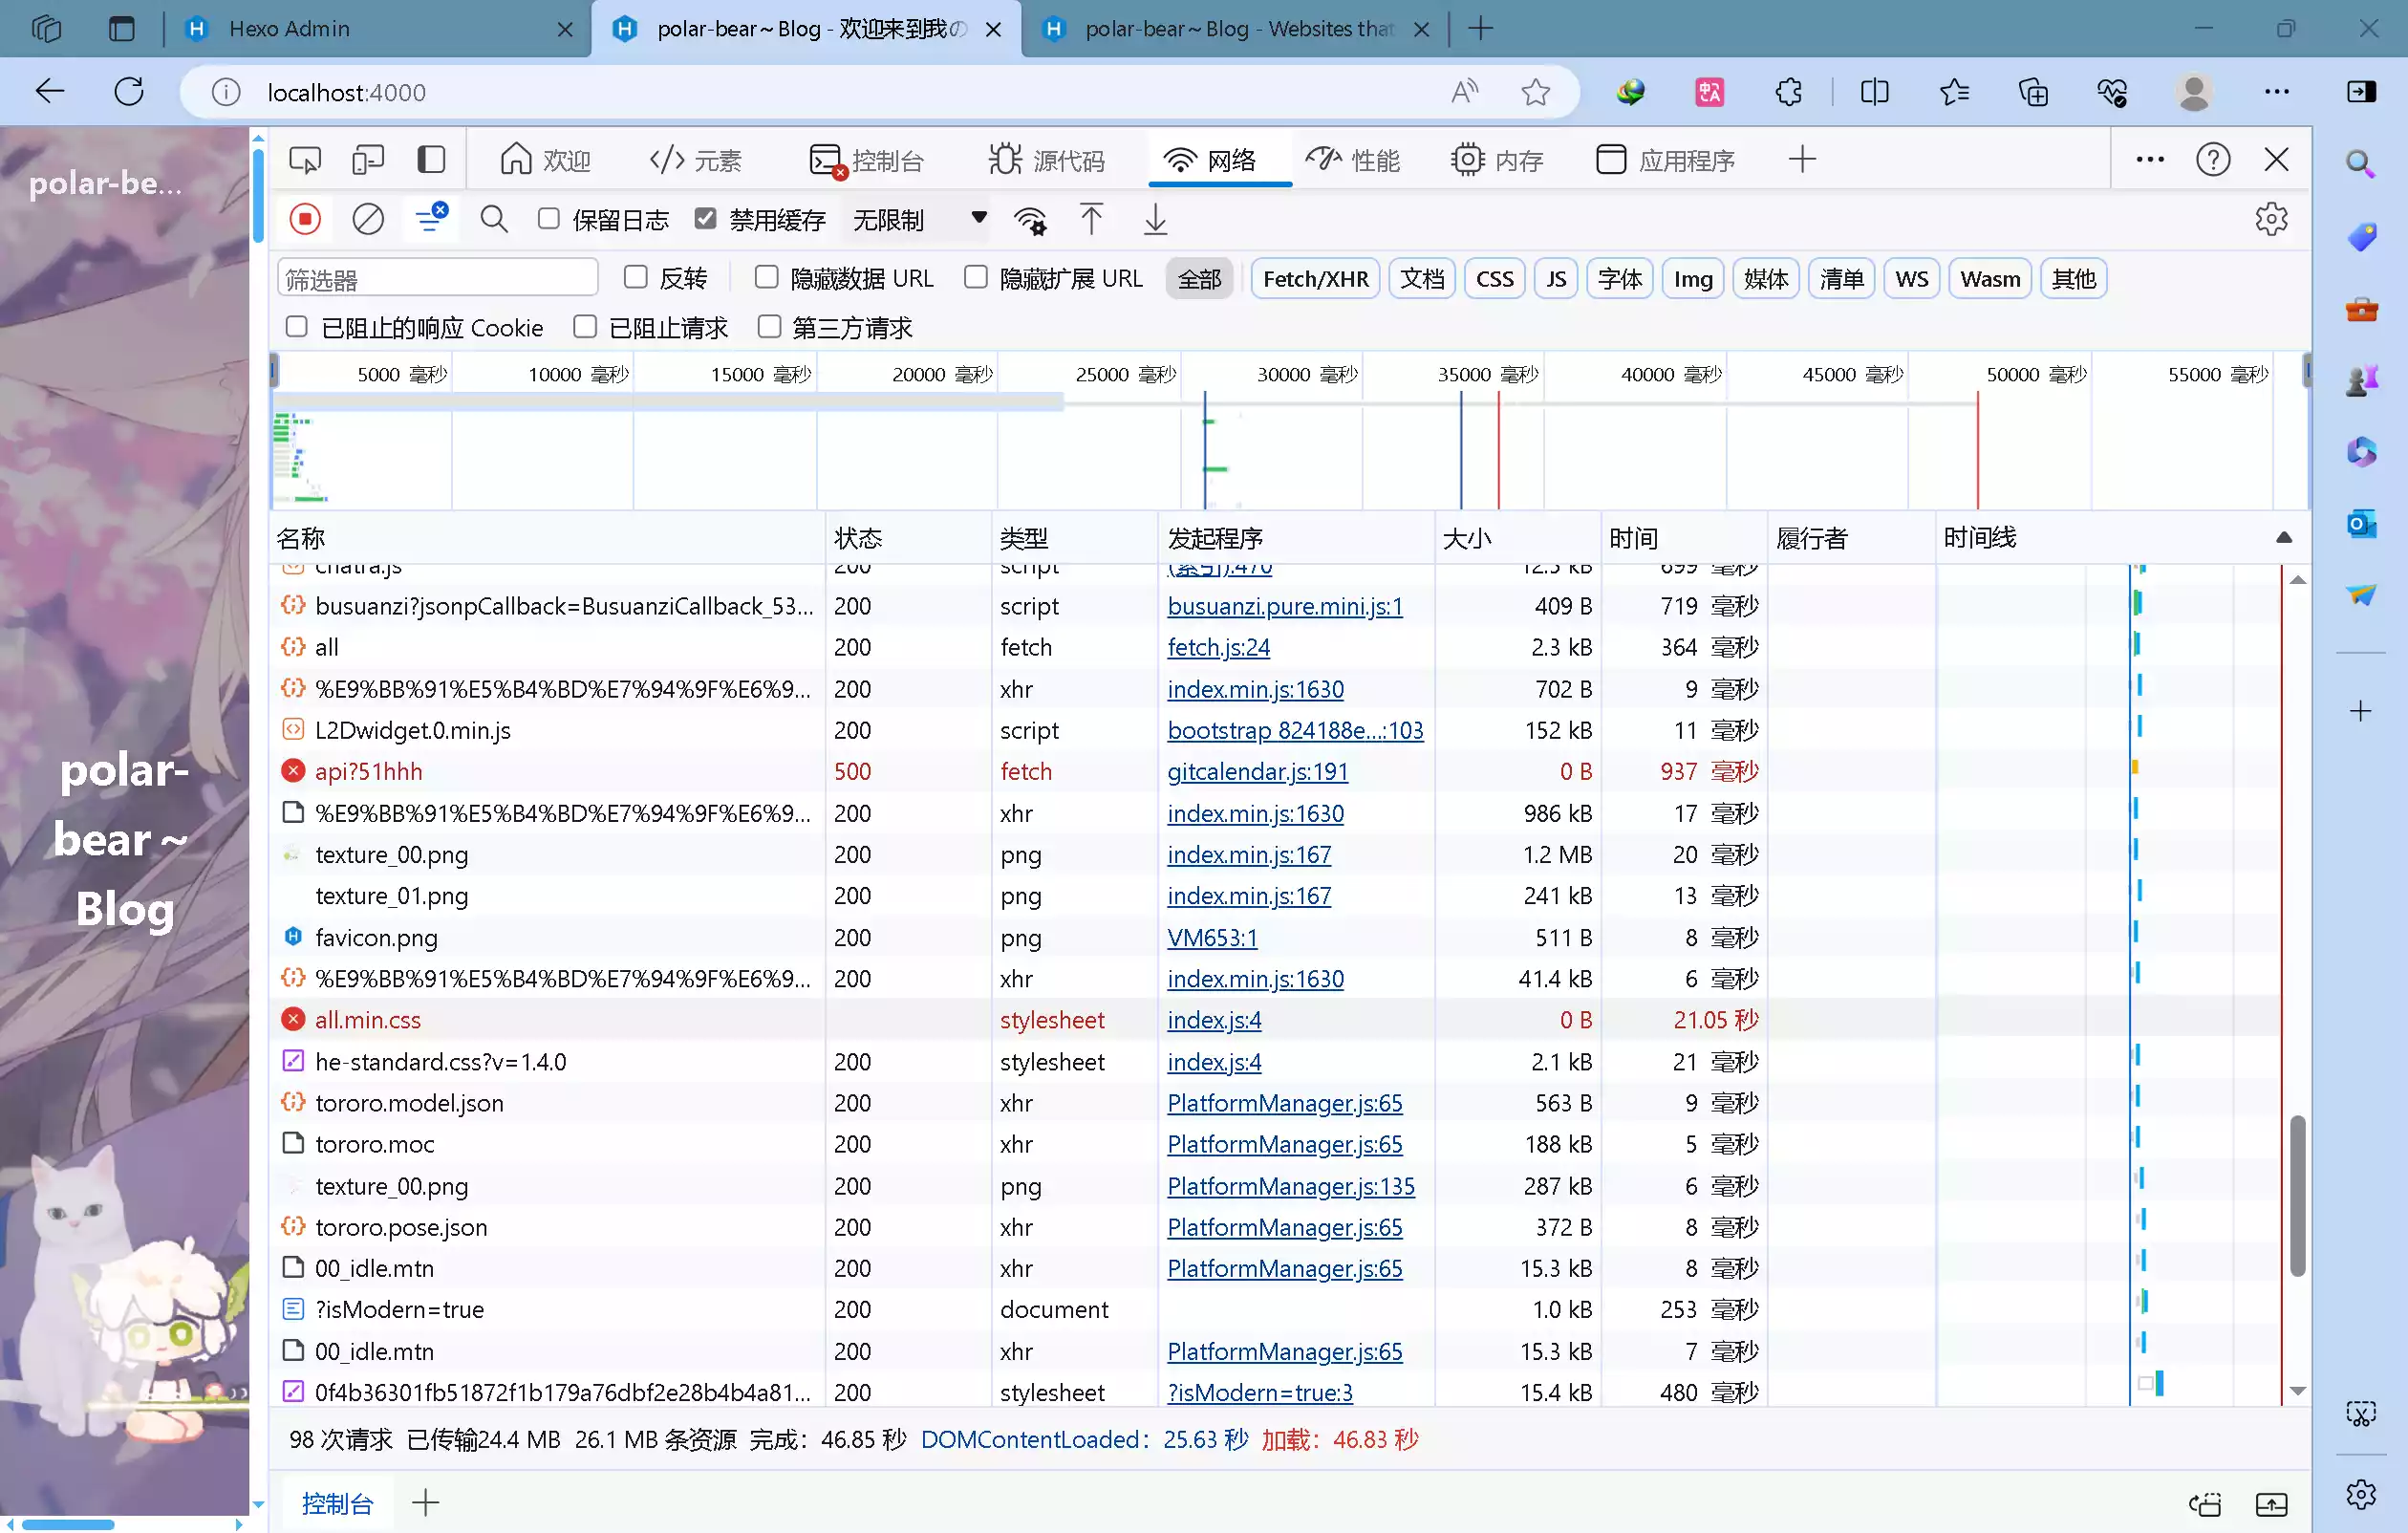 Hexo Admin
polar-bear～Blog - 欢迎来到我の
polar-bear～Blog - Websites that
localhost:4000
polar-be...
polar-
bear～
Blog
欢迎 元素 控制台 源代码 网络 性能 内存 应用程序
保留日志 禁用缓存 无限制
筛选器 反转 隐藏数据 URL 隐藏扩展 URL 全部 Fetch/XHR 文档 CSS JS 字体 Img 媒体 清单 WS Wasm 其他
已阻止的响应 Cookie 已阻止请求 第三方请求
5000 毫秒 10000 毫秒 15000 毫秒 20000 毫秒 25000 毫秒 30000 毫秒 35000 毫秒 40000 毫秒 45000 毫秒 50000 毫秒 55000 毫秒
名称 状态 类型 发起程序 大小 时间 履行者 时间线
chatra.js 200 script (索引):470 12.5 kB 699 毫秒
busuanzi?jsonpCallback=BusuanziCallback_53... 200 script busuanzi.pure.mini.js:1 409 B 719 毫秒
all 200 fetch fetch.js:24 2.3 kB 364 毫秒
%E9%BB%91%E5%B4%BD%E7%94%9F%E6%9... 200 xhr index.min.js:1630 702 B 9 毫秒
L2Dwidget.0.min.js 200 script bootstrap 824188e...:103 152 kB 11 毫秒
api?51hhh 500 fetch gitcalendar.js:191 0 B 937 毫秒
%E9%BB%91%E5%B4%BD%E7%94%9F%E6%9... 200 xhr index.min.js:1630 986 kB 17 毫秒
texture_00.png 200 png index.min.js:167 1.2 MB 20 毫秒
texture_01.png 200 png index.min.js:167 241 kB 13 毫秒
favicon.png 200 png VM653:1 511 B 8 毫秒
%E9%BB%91%E5%B4%BD%E7%94%9F%E6%9... 200 xhr index.min.js:1630 41.4 kB 6 毫秒
all.min.css stylesheet index.js:4 0 B 21.05 秒
he-standard.css?v=1.4.0 200 stylesheet index.js:4 2.1 kB 21 毫秒
tororo.model.json 200 xhr PlatformManager.js:65 563 B 9 毫秒
tororo.moc 200 xhr PlatformManager.js:65 188 kB 5 毫秒
texture_00.png 200 png PlatformManager.js:135 287 kB 6 毫秒
tororo.pose.json 200 xhr PlatformManager.js:65 372 B 8 毫秒
00_idle.mtn 200 xhr PlatformManager.js:65 15.3 kB 8 毫秒
?isModern=true 200 document 1.0 kB 253 毫秒
00_idle.mtn 200 xhr PlatformManager.js:65 15.3 kB 7 毫秒
0f4b36301fb51872f1b179a76dbf2e28b4b4a81... 200 stylesheet ?isModern=true:3 15.4 kB 480 毫秒
98 次请求 已传输24.4 MB 26.1 MB 条资源 完成：46.85 秒 DOMContentLoaded：25.63 秒 加载：46.83 秒
控制台